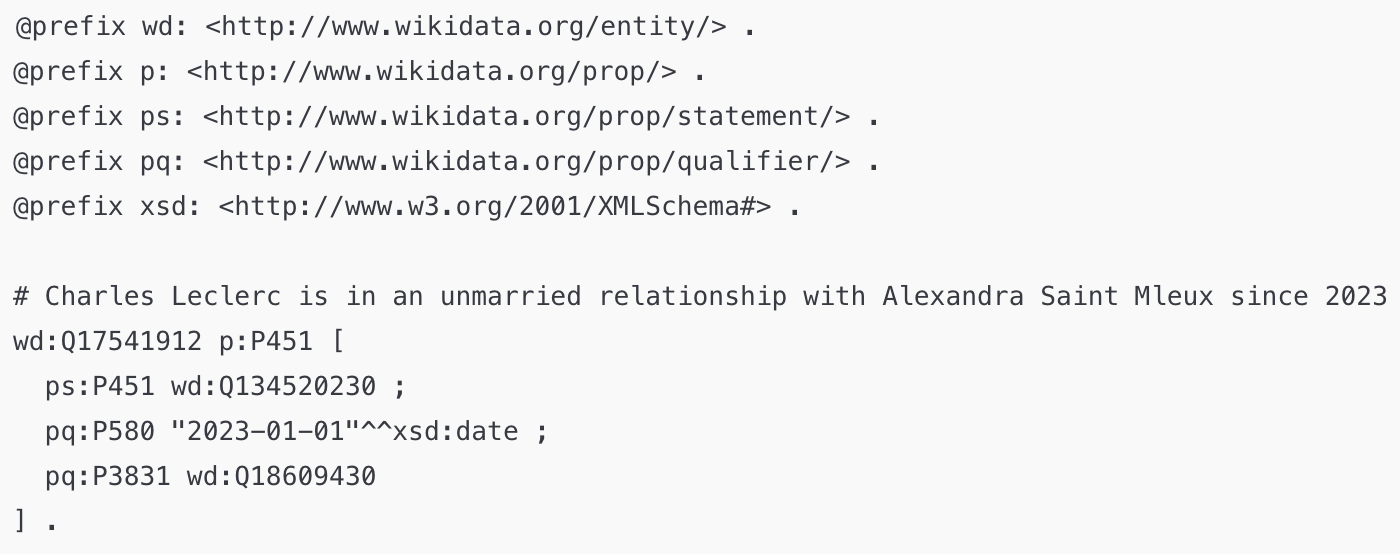 @prefix wd: <http://www.wikidata.org/entity/> .
@prefix p: <http://www.wikidata.org/prop/> .
@prefix ps: <http://www.wikidata.org/prop/statement/> .
@prefix pq: <http://www.wikidata.org/prop/qualifier/> .
@prefix xsd: <http://www.w3.org/2001/XMLSchema#> .

# Charles Leclerc is in an unmarried relationship with Alexandra Saint Mleux since 2023
wd:Q17541912 p:P451 [
  ps:P451 wd:Q134520230 ;
  pq:P580 "2023-01-01"^^xsd:date ;
  pq:P3831 wd:Q18609430
] .